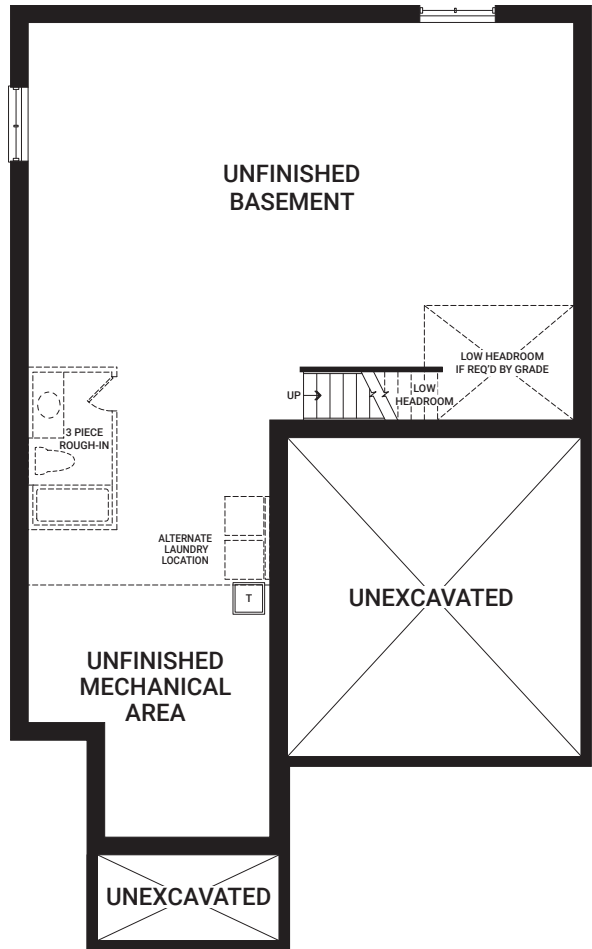 UNFINISHED
BASEMENT
LOW HEADROOM
IF REQ'D BY GRADE
UP
LOW
HEADROOM
3 PIECE
ROUGH-IN
ALTERNATE
LAUNDRY
LOCATION
T
UNEXCAVATED
UNFINISHED
MECHANICAL
AREA
UNEXCAVATED